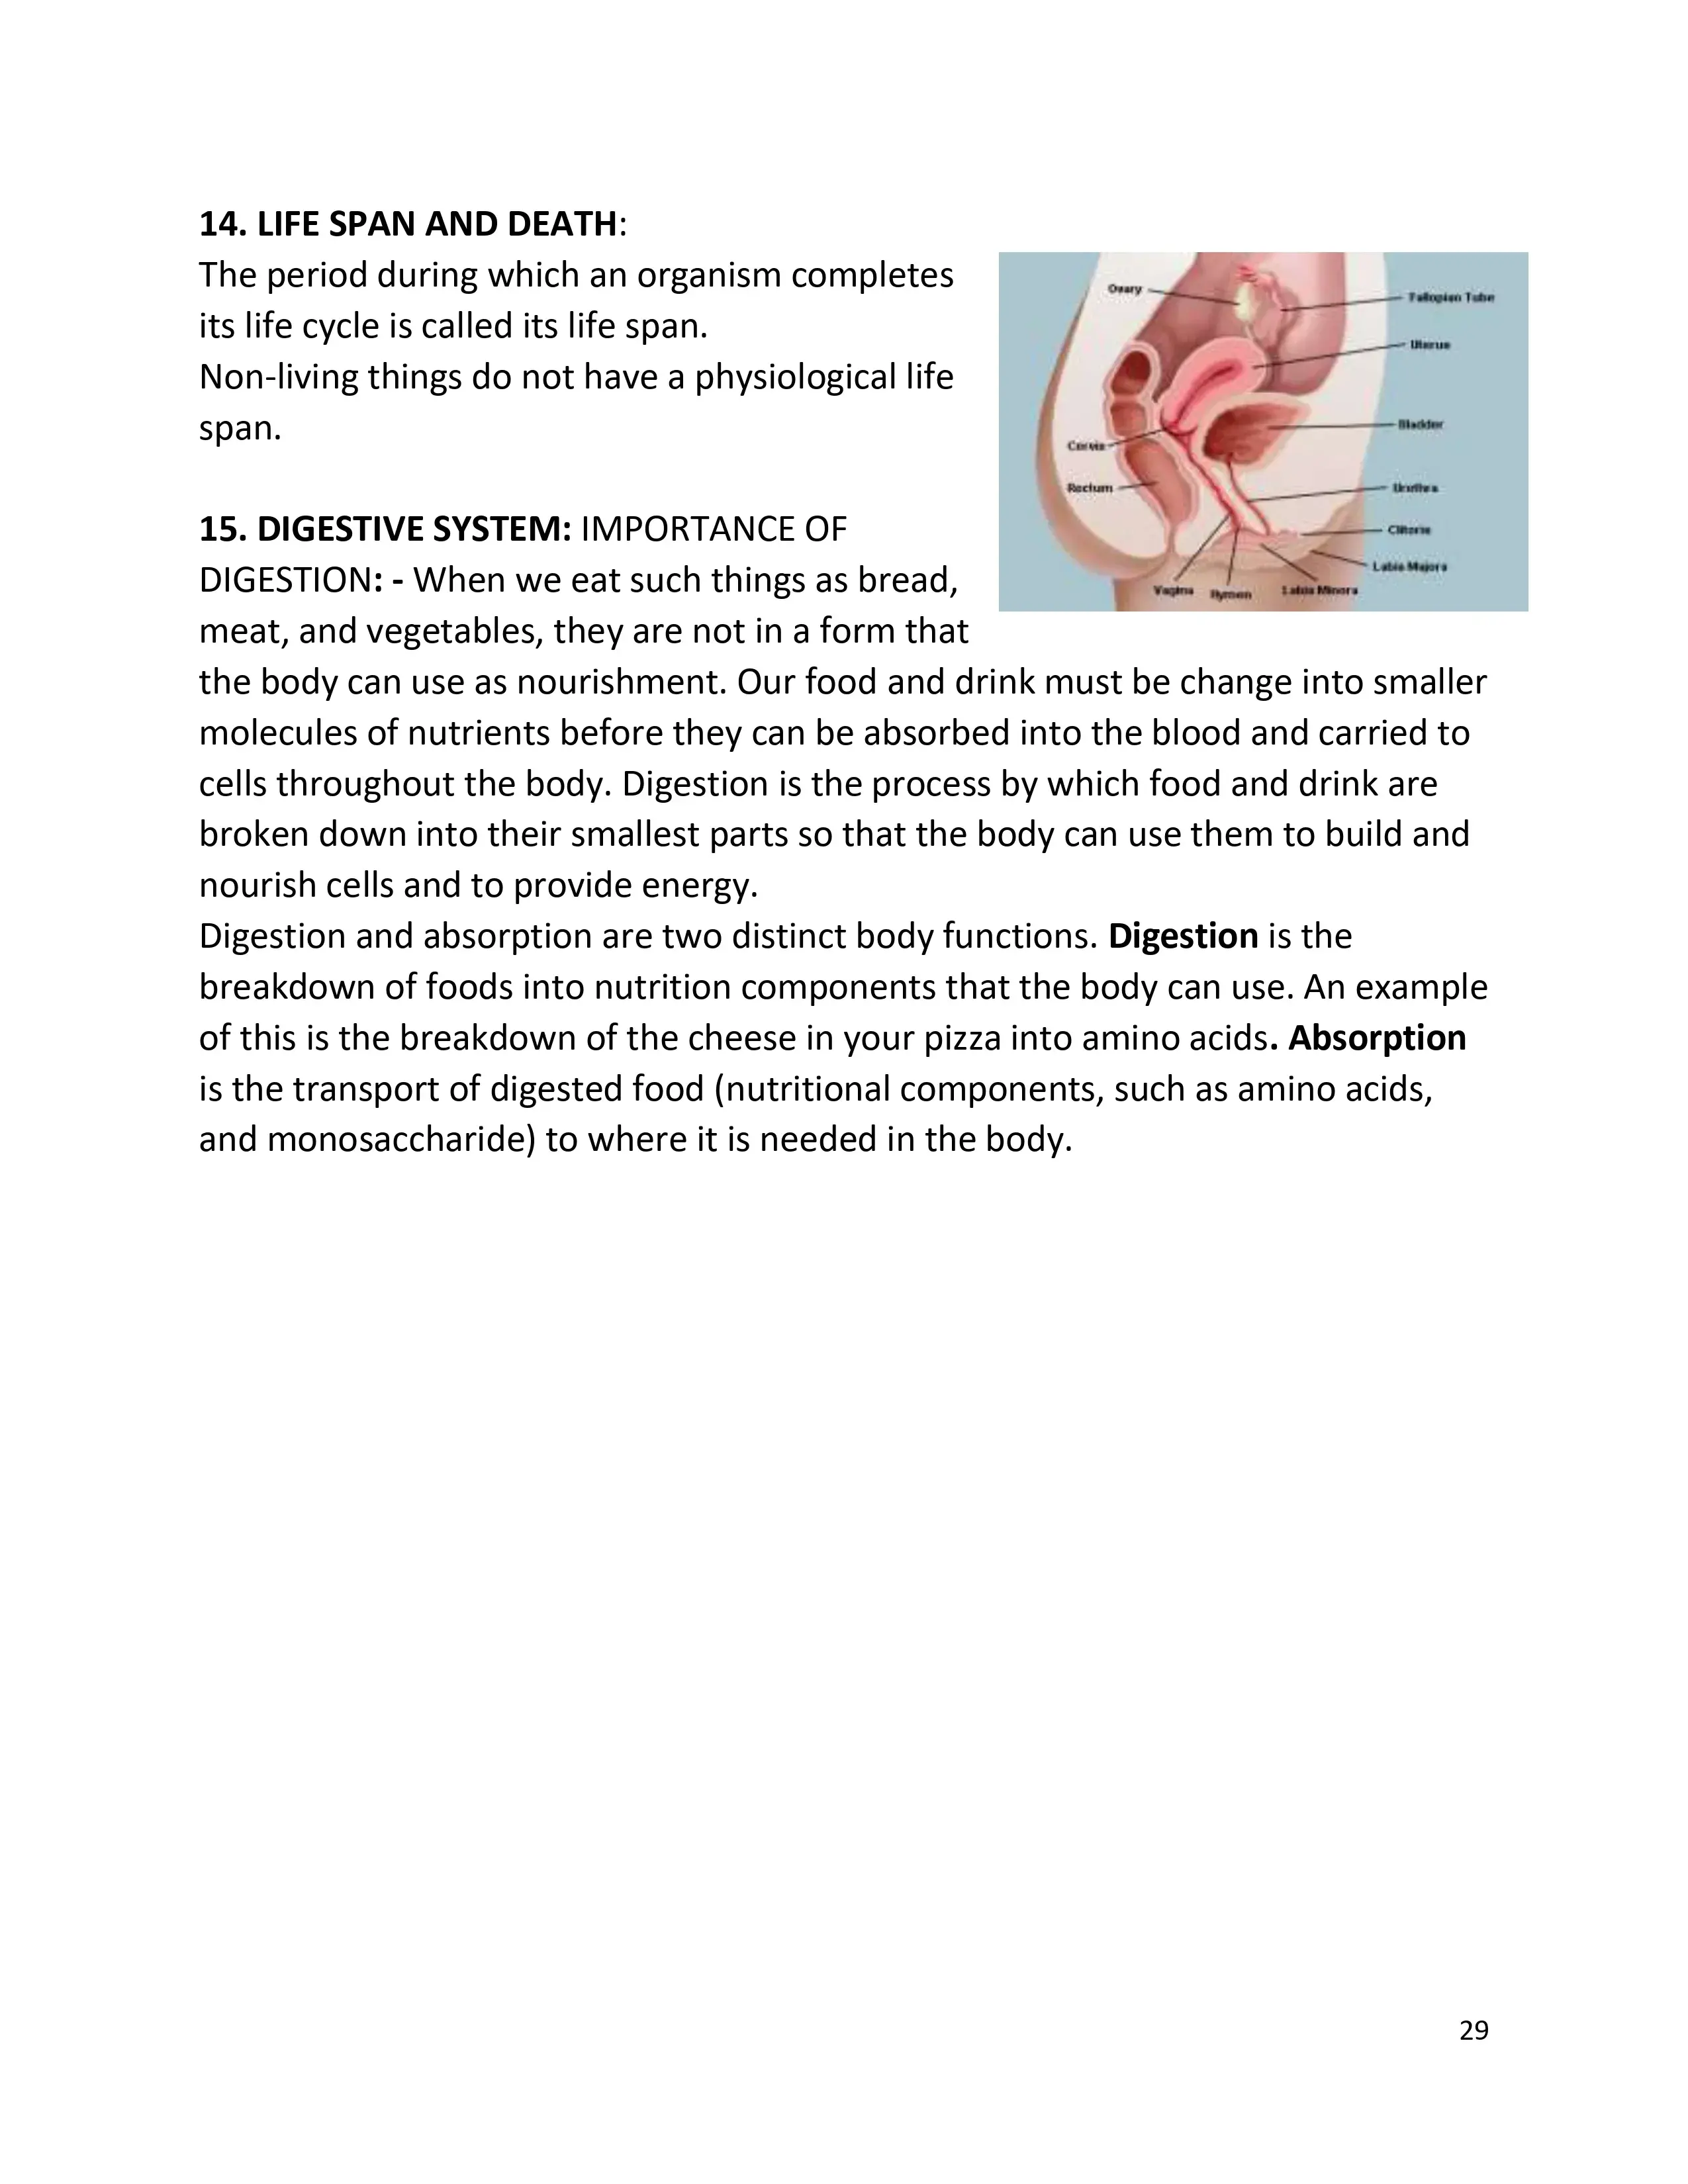 14. LIFE SPAN AND DEATH:
The period during which an organism completes
its life cycle is called its life span.
Non-living things do not have a physiological life
span.
Ovary
Fallopian Tube
Uterus
Bladder
Cervix
Rectum
Urethra
Clitoris
Labia Majora
Vagina Hymen Labia Minora
15. DIGESTIVE SYSTEM: IMPORTANCE OF
DIGESTION: - When we eat such things as bread,
meat, and vegetables, they are not in a form that
the body can use as nourishment. Our food and drink must be change into smaller
molecules of nutrients before they can be absorbed into the blood and carried to
cells throughout the body. Digestion is the process by which food and drink are
broken down into their smallest parts so that the body can use them to build and
nourish cells and to provide energy.
Digestion and absorption are two distinct body functions. Digestion is the
breakdown of foods into nutrition components that the body can use. An example
of this is the breakdown of the cheese in your pizza into amino acids. Absorption
is the transport of digested food (nutritional components, such as amino acids,
and monosaccharide) to where it is needed in the body.
29